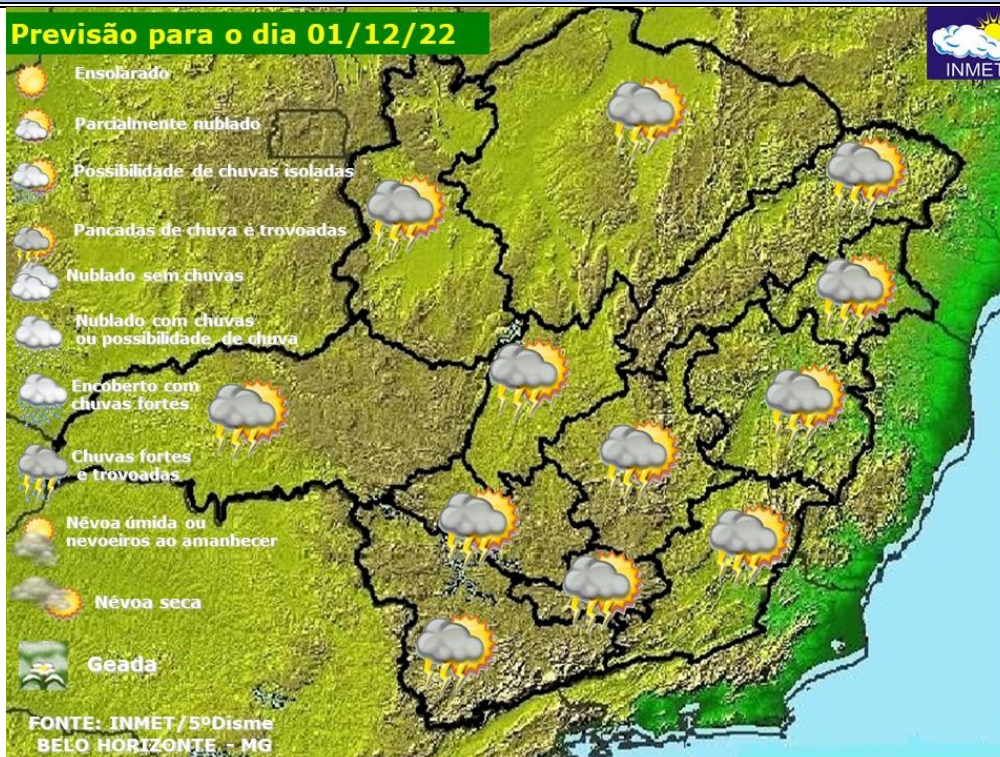 Previsão para o dia 01/12/22
INMET
Ensolarado
Parcialmente nublado
Possibilidade de chuvas isoladas
Pancadas de chuva e trovoadas
Nublado sem chuvas
Nublado com chuvas
ou possibilidade de chuva
Encoberto com
chuvas fortes
Chuvas fortes
e trovoadas
Névoa úmida ou
nevoeiros ao amanhecer
Névoa seca
Geada
FONTE: INMET/5ºDisme
BELO HORIZONTE - MG